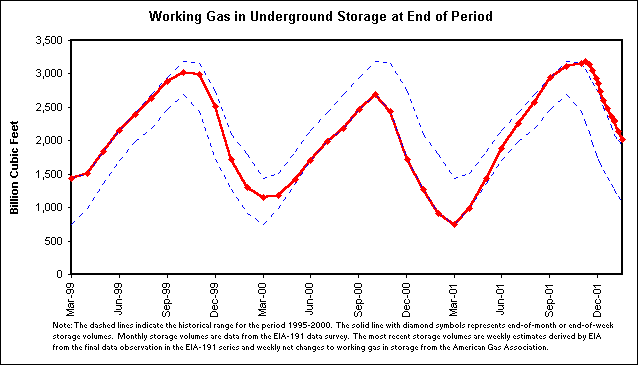 Working Gas in Underground Storage at End of Period
Billion Cubic Feet
3,500
3,000
2,500
2,000
1,500
1,000
500
0
Mar-99
Jun-99
Sep-99
Dec-99
Mar-00
Jun-00
Sep-00
Dec-00
Mar-01
Jun-01
Sep-01
Dec-01
Note: The dashed lines indicate the historical range for the period 1995-2000. The solid line with diamond symbols represents end-of-month or end-of-week
storage volumes. Monthly storage volumes are data from the EIA-191 data survey. The most recent storage volumes are weekly estimates derived by EIA
from the final data observation in the EIA-191 series and weekly net changes to working gas in storage from the American Gas Association.